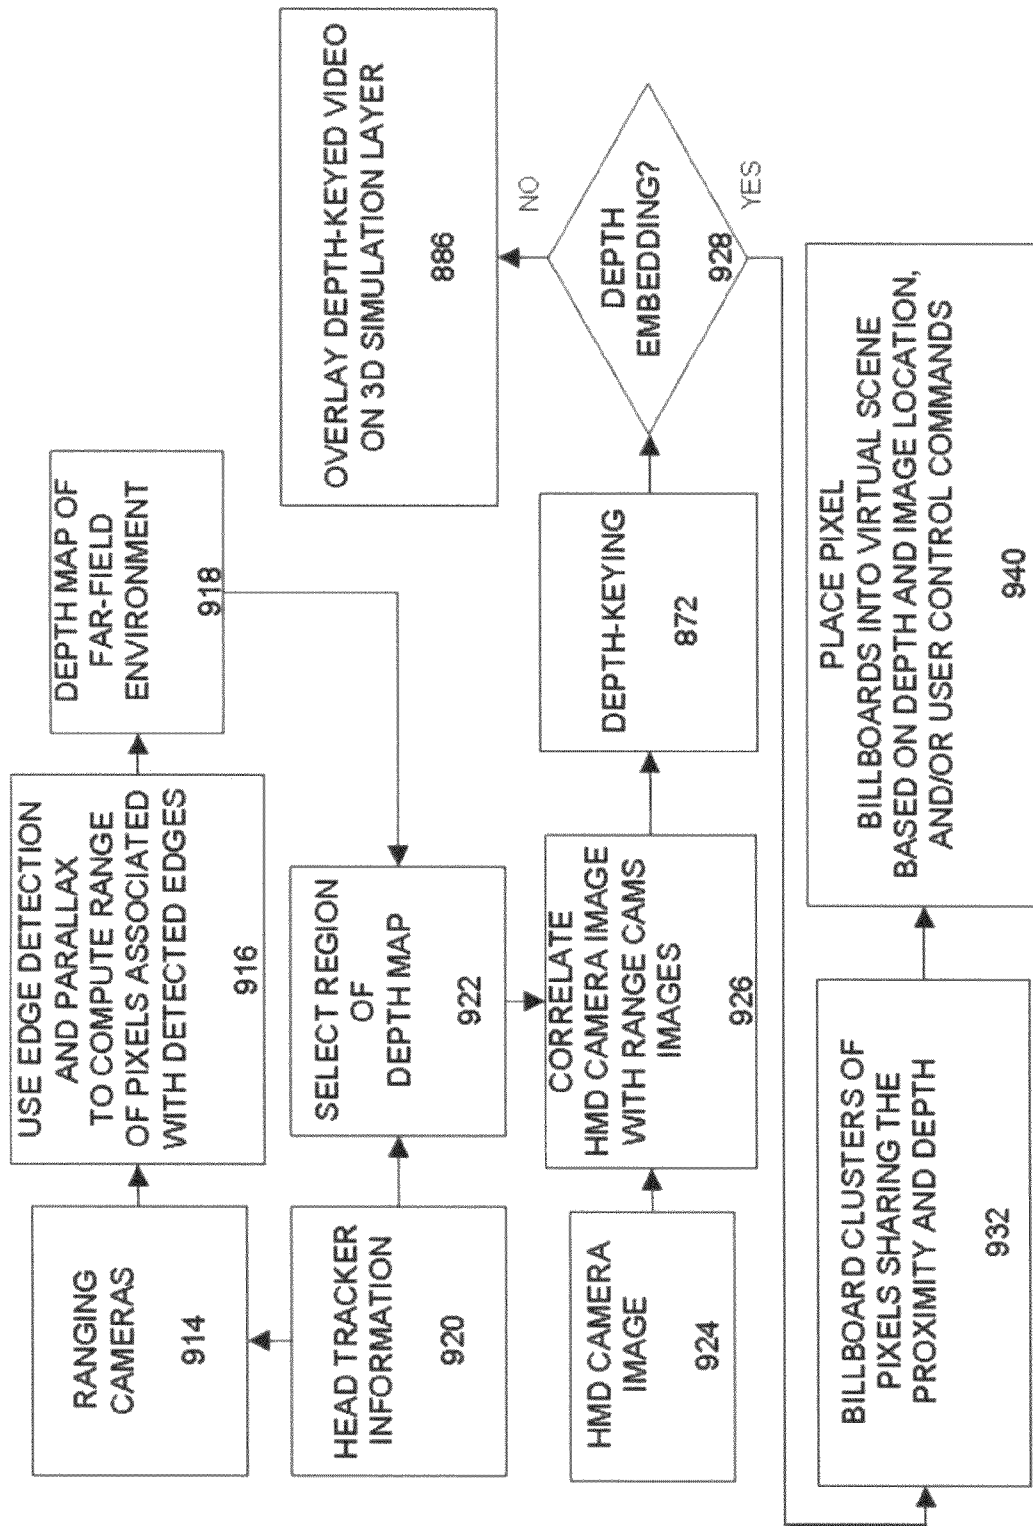 RANGING
CAMERAS
914
USE EDGE DETECTION
AND PARALLAX
TO COMPUTE RANGE
OF PIXELS ASSOCIATED
WITH DETECTED EDGES
916
DEPTH MAP OF
FAR-FIELD
ENVIRONMENT
918
HEAD TRACKER
INFORMATION
920
SELECT REGION
OF
DEPTH MAP
922
OVERLAY DEPTH-KEYED VIDEO
ON 3D SIMULATION LAYER
886
HMD CAMERA
IMAGE
924
CORRELATE
HMD CAMERA IMAGE
WITH RANGE CAMS
IMAGES
926
DEPTH-KEYING
872
NO
DEPTH
EMBEDDING?
928
YES
BILLBOARD CLUSTERS OF
PIXELS SHARING THE
PROXIMITY AND DEPTH
932
PLACE PIXEL
BILLBOARDS INTO VIRTUAL SCENE
BASED ON DEPTH AND IMAGE LOCATION,
AND/OR USER CONTROL COMMANDS
940